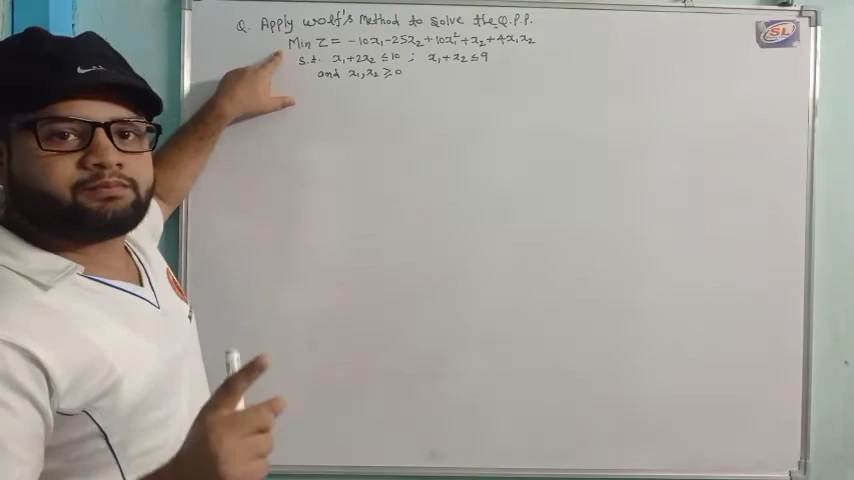 Q. Apply wolf's Method to solve the Q.P.P.
Min Z = -10x₁-25x₂+10x₁²+x₂+4x₁x₂
s.t. x₁+2x₂ ≤10 ; x₁+x₂ ≤9
and x₁,x₂ ≥0
SL